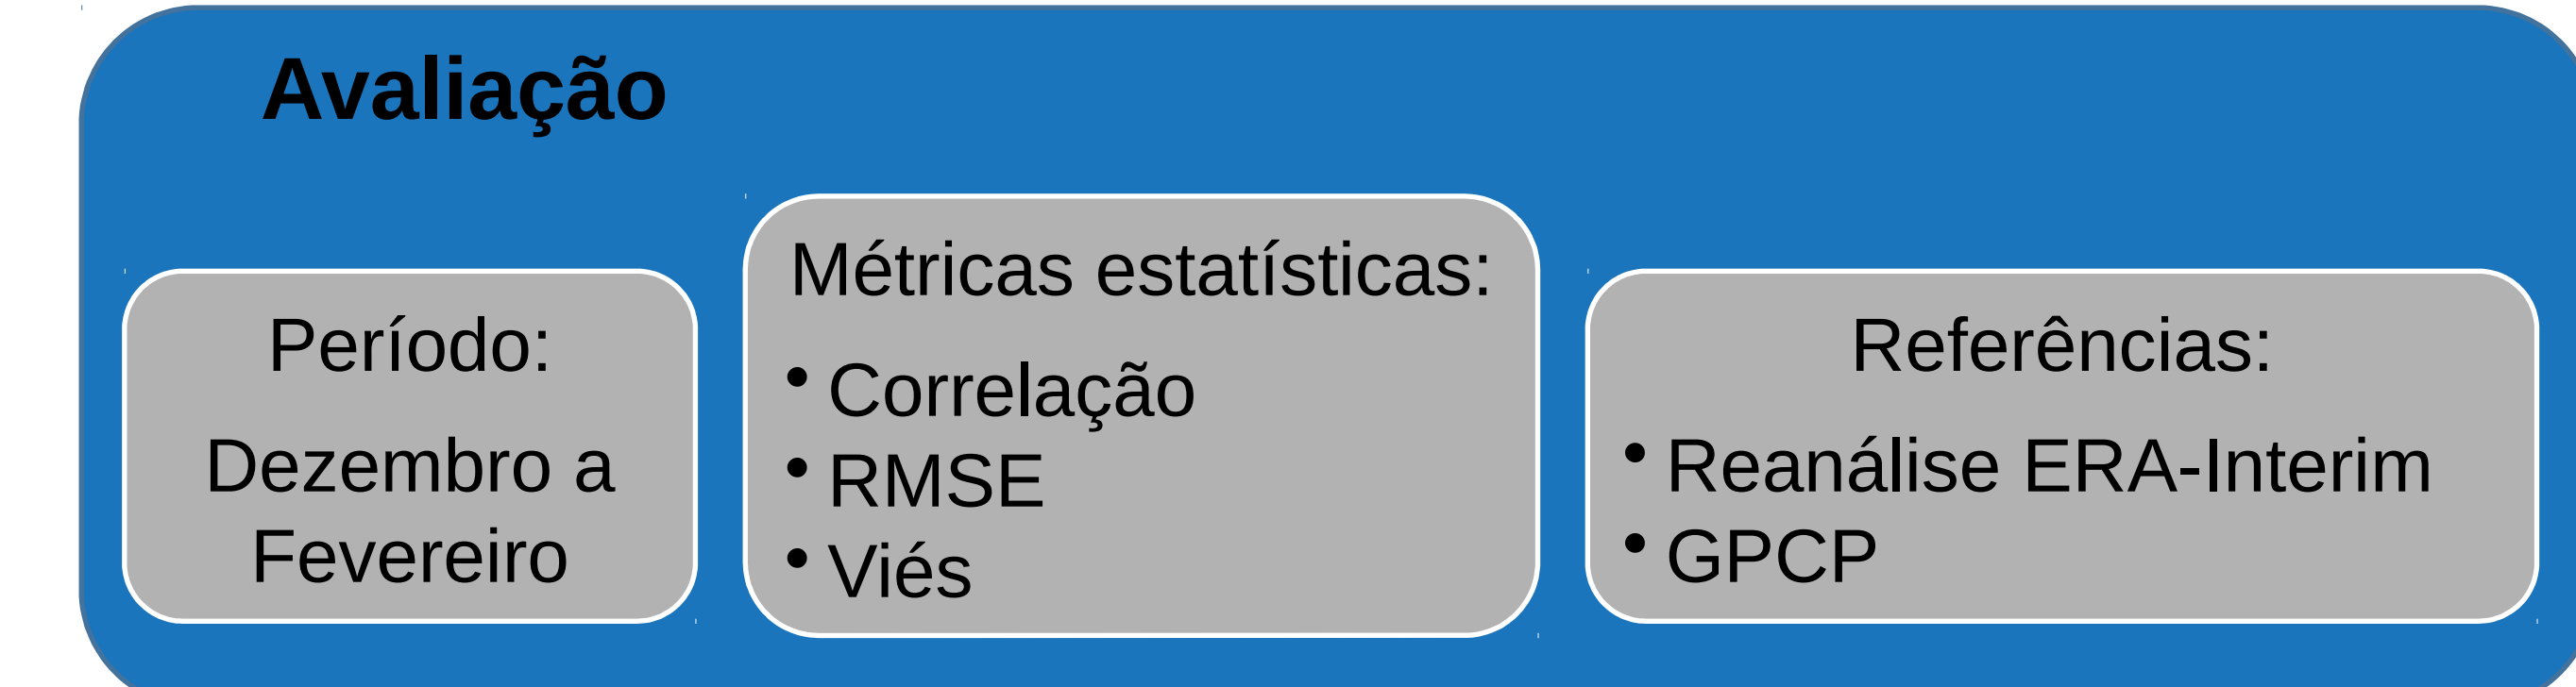 Avaliação
Período:
Dezembro a
Fevereiro
Métricas estatísticas:
• Correlação
• RMSE
• Viés
Referências:
• Reanálise ERA-Interim
• GPCP